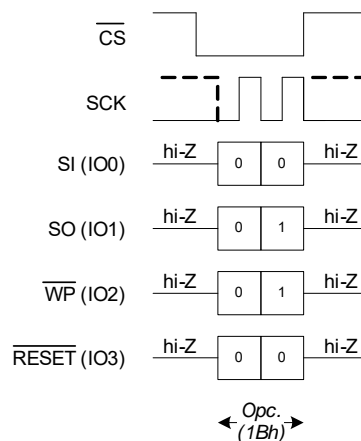 CS
SCK
hi-Z hi-Z
SI (IO0) 0 0
hi-Z hi-Z
SO (IO1) 0 1
hi-Z hi-Z
WP (IO2) 0 1
hi-Z hi-Z
RESET (IO3) 0 0
Opc.
(1Bh)